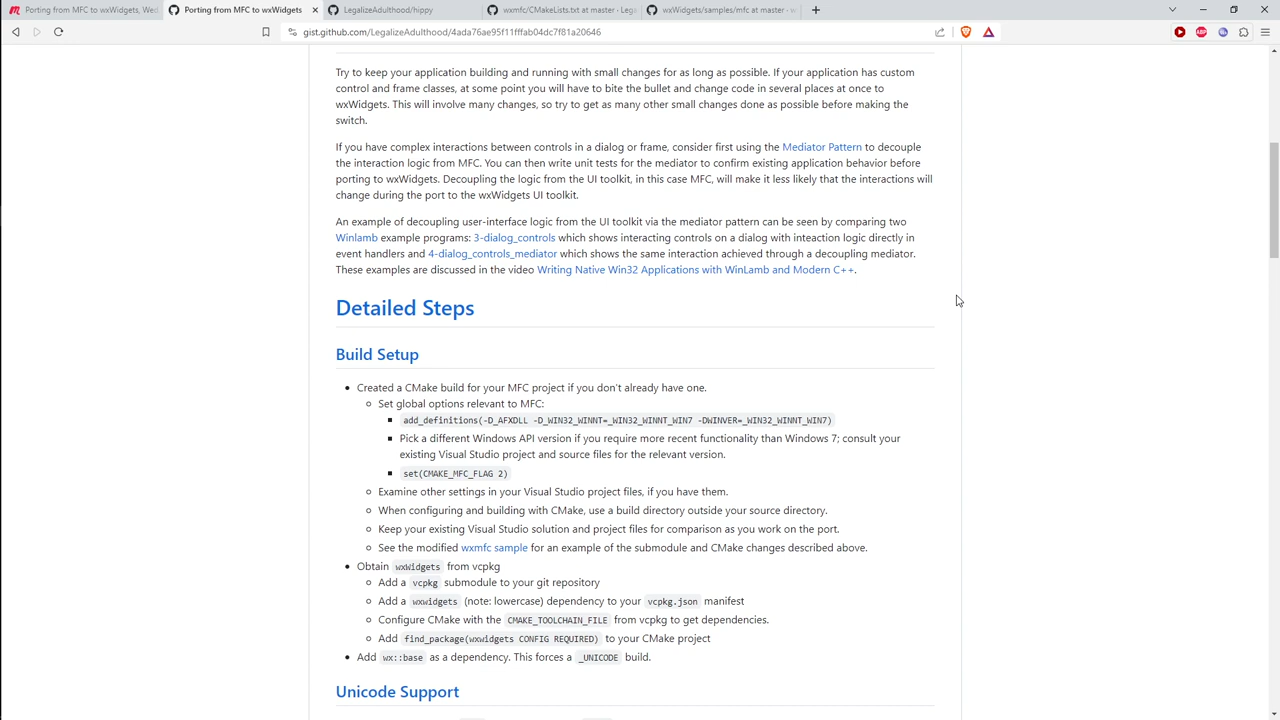 Porting from MFC to wxWidgets, Wed
Porting from MFC to wxWidgets
LegalizeAdulthood/hippy
wxmfc/CMakeLists.txt at master · Leg
wxWidgets/samples/mfc at master · w
gist.github.com/LegalizeAdulthood/4ada76ae95f11fffab04dc7f81a20646
Try to keep your application building and running with small changes for as long as possible. If your application has custom
control and frame classes, at some point you will have to bite the bullet and change code in several places at once to
wxWidgets. This will involve many changes, so try to get as many other small changes done as possible before making the
switch.
If you have complex interactions between controls in a dialog or frame, consider first using the Mediator Pattern to decouple
the interaction logic from MFC. You can then write unit tests for the mediator to confirm existing application behavior before
porting to wxWidgets. Decoupling the logic from the UI toolkit, in this case MFC, will make it less likely that the interactions will
change during the port to the wxWidgets UI toolkit.
An example of decoupling user-interface logic from the UI toolkit via the mediator pattern can be seen by comparing two
Winlamb example programs: 3-dialog_controls which shows interacting controls on a dialog with inteaction logic directly in
event handlers and 4-dialog_controls_mediator which shows the same interaction achieved through a decoupling mediator.
These examples are discussed in the video Writing Native Win32 Applications with WinLamb and Modern C++.
Detailed Steps
Build Setup
• Created a CMake build for your MFC project if you don't already have one.
Set global options relevant to MFC:
add_definitions(-D_AFXDLL -D_WIN32_WINNT=_WIN32_WINNT_WIN7 -DWINVER=_WIN32_WINNT_WIN7)
Pick a different Windows API version if you require more recent functionality than Windows 7; consult your
existing Visual Studio project and source files for the relevant version.
set(CMAKE_MFC_FLAG 2)
Examine other settings in your Visual Studio project files, if you have them.
When configuring and building with CMake, use a build directory outside your source directory.
Keep your existing Visual Studio solution and project files for comparison as you work on the port.
See the modified wxmfc sample for an example of the submodule and CMake changes described above.
• Obtain wxWidgets from vcpkg
Add a vcpkg submodule to your git repository
Add a wxwidgets (note: lowercase) dependency to your vcpkg.json manifest
Configure CMake with the CMAKE_TOOLCHAIN_FILE from vcpkg to get dependencies.
Add find_package(wxwidgets CONFIG REQUIRED) to your CMake project
• Add wx::base as a dependency. This forces a _UNICODE build.
Unicode Support